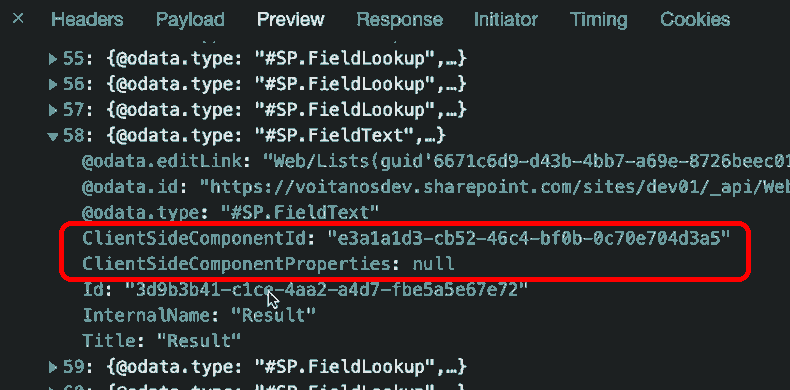 × Headers Payload Preview Response Initiator Timing Cookies
▶55: {@odata.type: "#SP.FieldLookup",…}
▶56: {@odata.type: "#SP.FieldLookup",…}
▶57: {@odata.type: "#SP.FieldLookup",…}
▼58: {@odata.type: "#SP.FieldText",…}
@odata.editLink: "Web/Lists(guid'6671c6d9-d43b-4bb7-a69e-8726beec01
@odata.id: "https://voitanosdev.sharepoint.com/sites/dev01/_api/Web
@odata.type: "#SP.FieldText"
ClientSideComponentId: "e3a1a1d3-cb52-46c4-bf0b-0c70e704d3a5"
ClientSideComponentProperties: null
Id: "3d9b3b41-c1ce-4aa2-a4d7-fbe5a5e67e72"
InternalName: "Result"
Title: "Result"
▶59: {@odata.type: "#SP.FieldLookup",…}